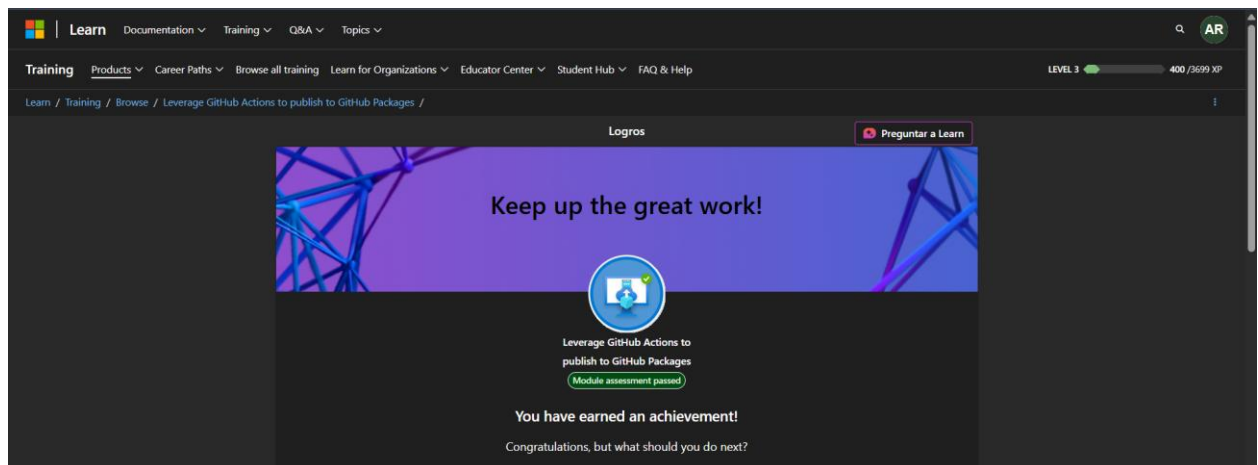 Learn Documentation Training Q&A Topics AR
Training Products Career Paths Browse all training Learn for Organizations Educator Center Student Hub FAQ & Help LEVEL 3 400 /3699 XP
Learn / Training / Browse / Leverage GitHub Actions to publish to GitHub Packages /
Logros Preguntar a Learn
Keep up the great work!
Leverage GitHub Actions to
publish to GitHub Packages
Module assessment passed
You have earned an achievement!
Congratulations, but what should you do next?